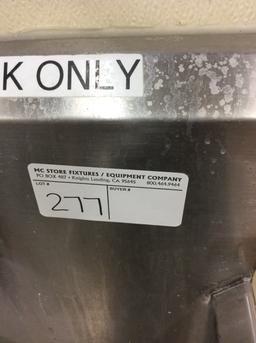 K ONLY
MC STORE FIXTURES / EQUIPMENT COMPANY
PO BOX 487 • Knights Landing, CA 95645 800.464.9464
LOT # BUYER #
277